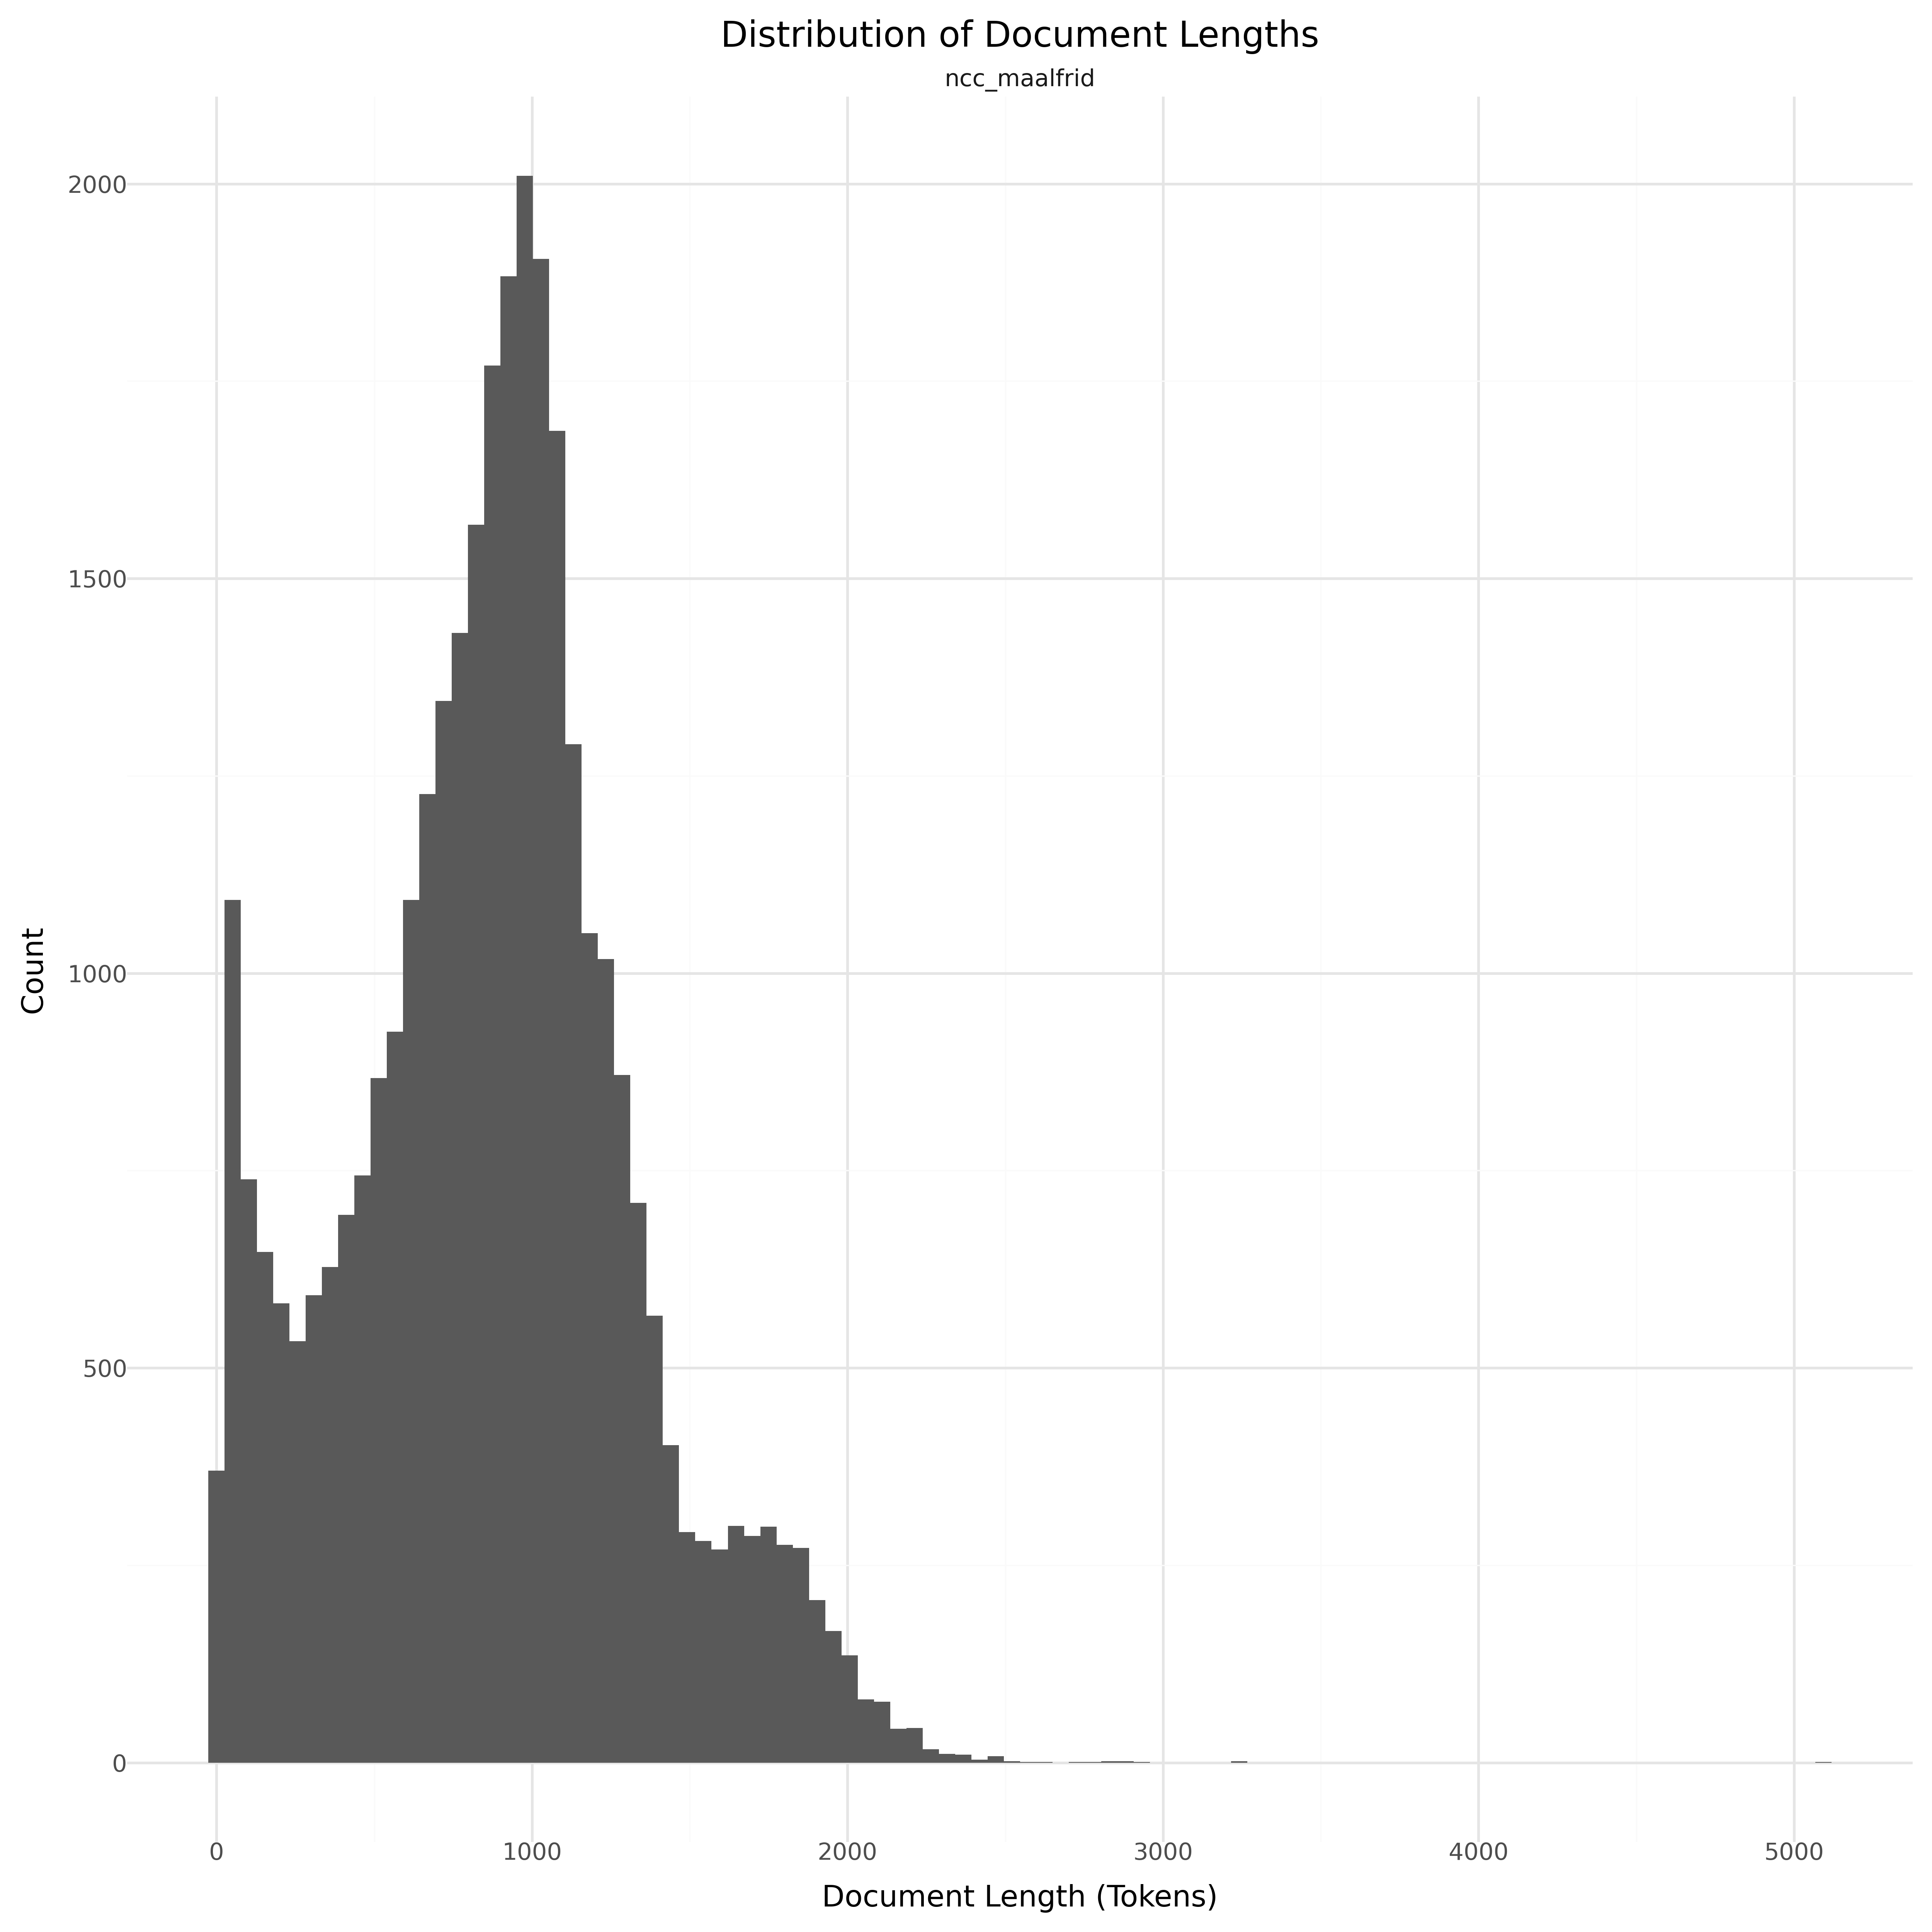 Distribution of Document Lengths
ncc_maalfrid
2000
1500
1000
500
0
Count
0 1000 2000 3000 4000 5000
Document Length (Tokens)